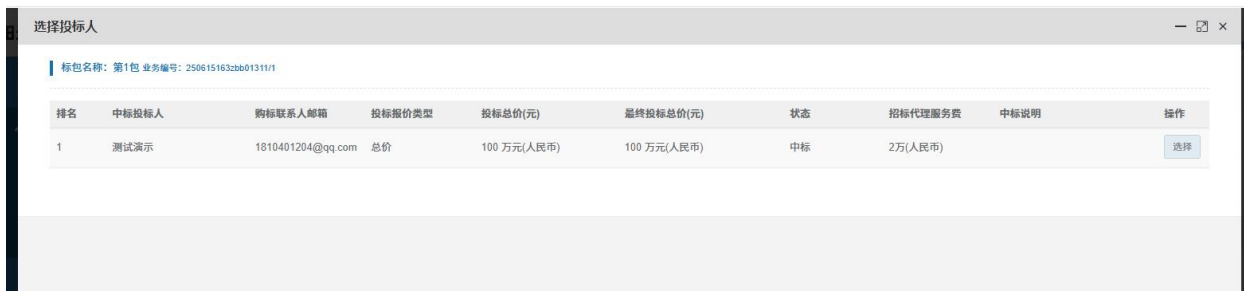 选择投标人
标包名称：第1包 业务编号：250615163zbb01311/1
排名 中标投标人 购标联系人邮箱 投标报价类型 投标总价(元) 最终投标总价(元) 状态 招标代理服务费 中标说明 操作
1 测试演示 1810401204@qq.com 总价 100 万元(人民币) 100 万元(人民币) 中标 2万(人民币) 选择